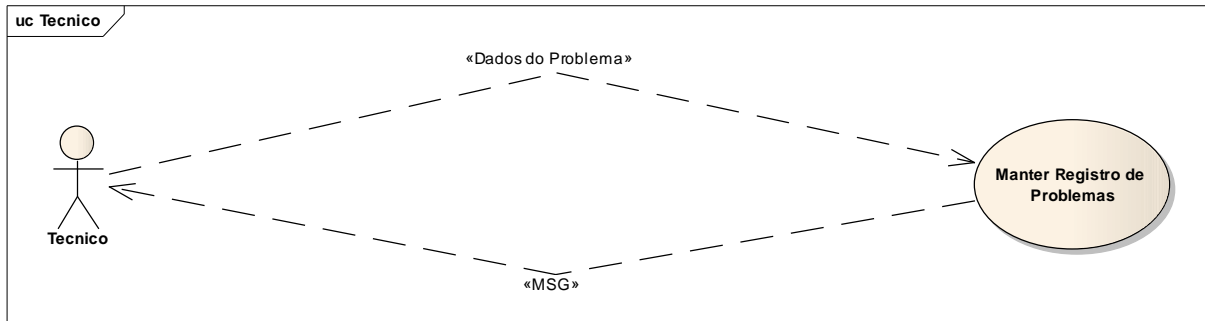 uc Tecnico
«Dados do Problema»
Manter Registro de
Problemas
Tecnico
«MSG»